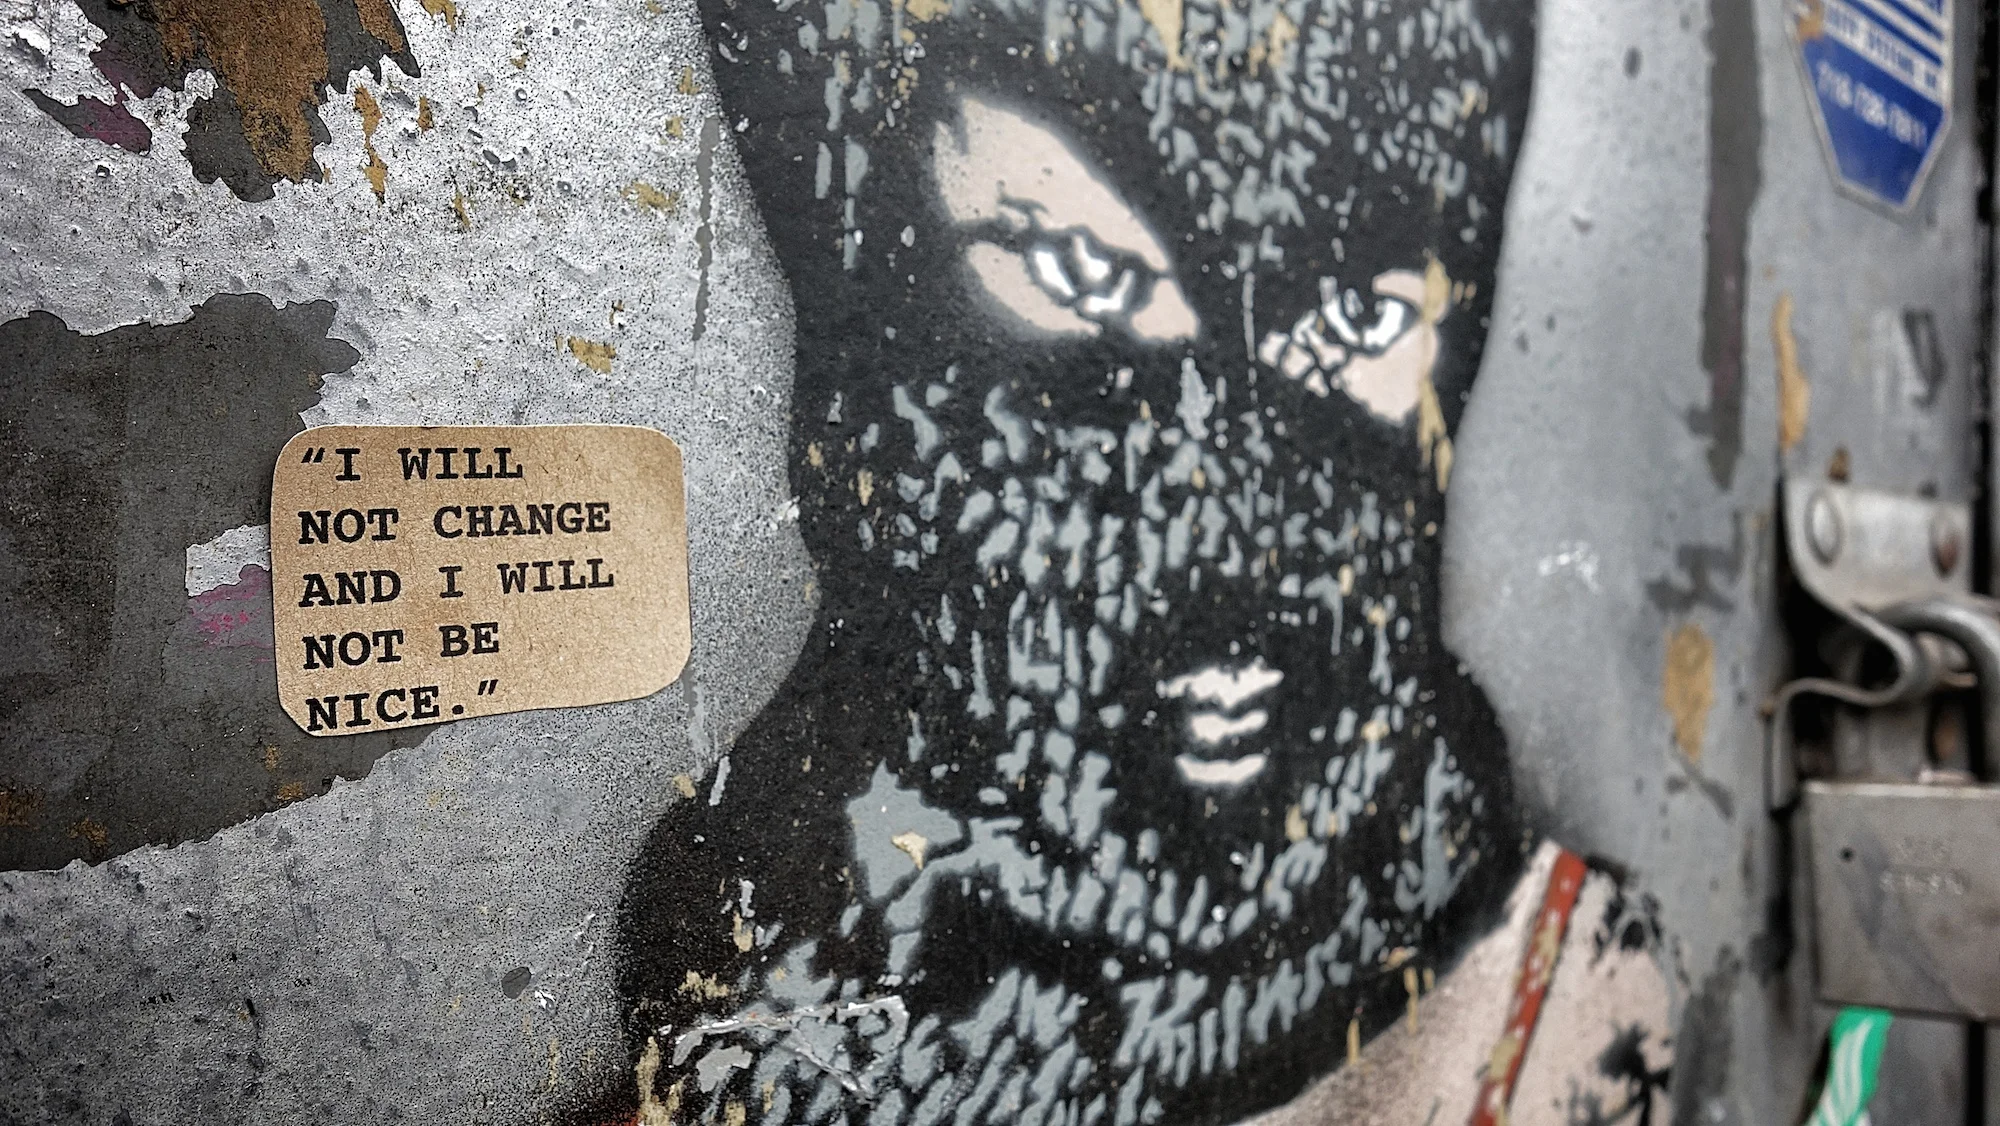 “I WILL
NOT CHANGE
AND I WILL
NOT BE
NICE.”